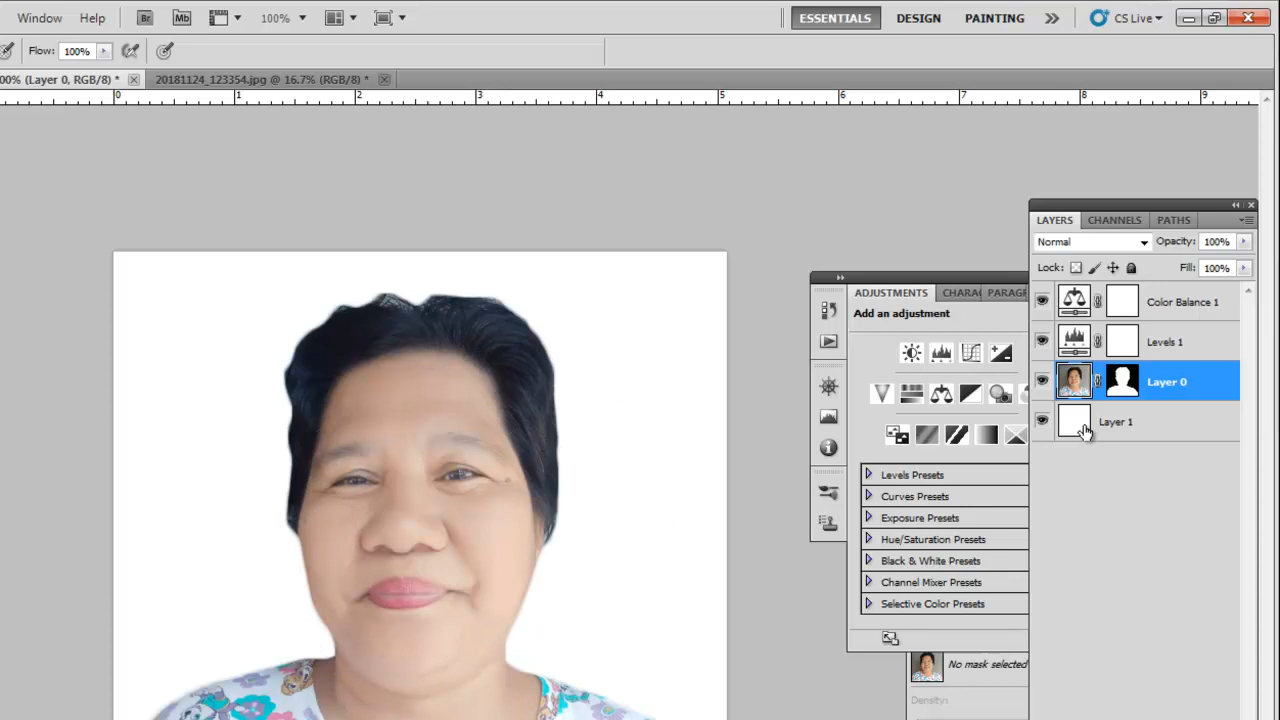 Window Help Br Mb 100% ESSENTIALS DESIGN PAINTING CS Live
Flow: 100%
00% (Layer 0, RGB/8) * 20181124_123354.jpg @ 16.7% (RGB/8) *
0 1 2 3 4 5 6 7 8 9
LAYERS CHANNELS PATHS
Normal Opacity: 100%
Lock: Fill: 100%
ADJUSTMENTS CHARAC PARAGR
Add an adjustment
Color Balance 1
Levels 1
Layer 0
Layer 1
Levels Presets
Curves Presets
Exposure Presets
Hue/Saturation Presets
Black & White Presets
Channel Mixer Presets
Selective Color Presets
No mask selected
Density: